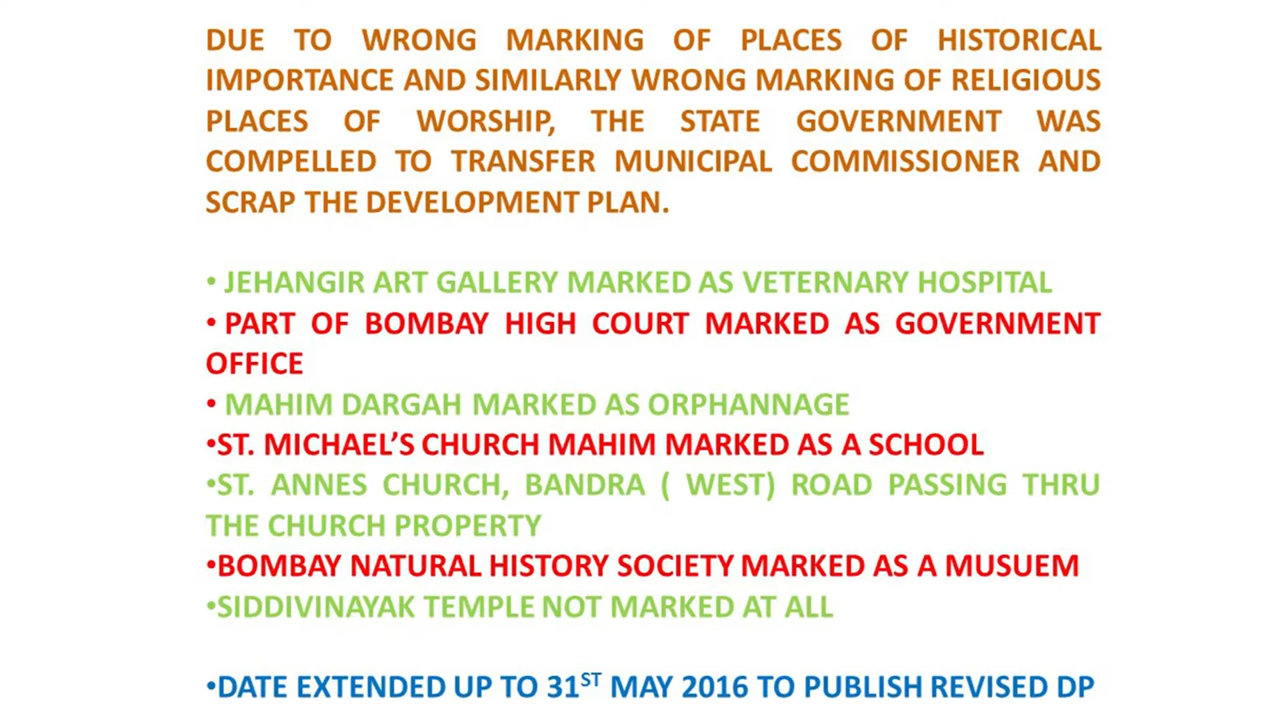 DUE TO WRONG MARKING OF PLACES OF HISTORICAL
IMPORTANCE AND SIMILARLY WRONG MARKING OF RELIGIOUS
PLACES OF WORSHIP, THE STATE GOVERNMENT WAS
COMPELLED TO TRANSFER MUNICIPAL COMMISSIONER AND
SCRAP THE DEVELOPMENT PLAN.
• JEHANGIR ART GALLERY MARKED AS VETERNARY HOSPITAL
• PART OF BOMBAY HIGH COURT MARKED AS GOVERNMENT
OFFICE
• MAHIM DARGAH MARKED AS ORPHANNAGE
•ST. MICHAEL'S CHURCH MAHIM MARKED AS A SCHOOL
•ST. ANNES CHURCH, BANDRA ( WEST) ROAD PASSING THRU
THE CHURCH PROPERTY
•BOMBAY NATURAL HISTORY SOCIETY MARKED AS A MUSUEM
•SIDDIVINAYAK TEMPLE NOT MARKED AT ALL
•DATE EXTENDED UP TO 31ST MAY 2016 TO PUBLISH REVISED DP